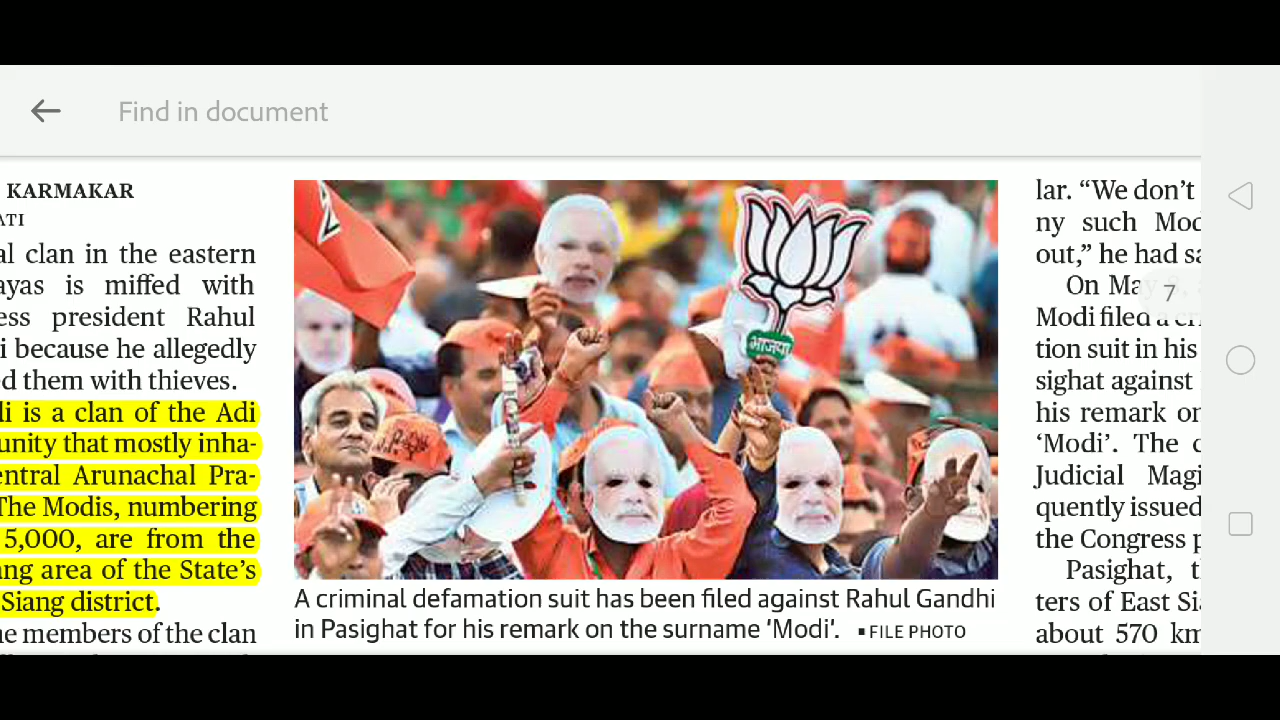 Find in document
KARMAKAR
al clan in the eastern
ayas is miffed with
ess president Rahul
i because he allegedly
d them with thieves.
li is a clan of the Adi
unity that mostly inha-
entral Arunachal Pra-
The Modis, numbering
5,000, are from the
ang area of the State's
Siang district.
ne members of the clan
भाजपा
A criminal defamation suit has been filed against Rahul Gandhi
in Pasighat for his remark on the surname 'Modi'. ▪ FILE PHOTO
lar. “We don't
ny such Mod
out,” he had sa
On May
7
Modi filed a cri
tion suit in his
sighat against
his remark on
‘Modi’. The c
Judicial Magi
quently issued
the Congress p
Pasighat, t
ters of East Si
about 570 km